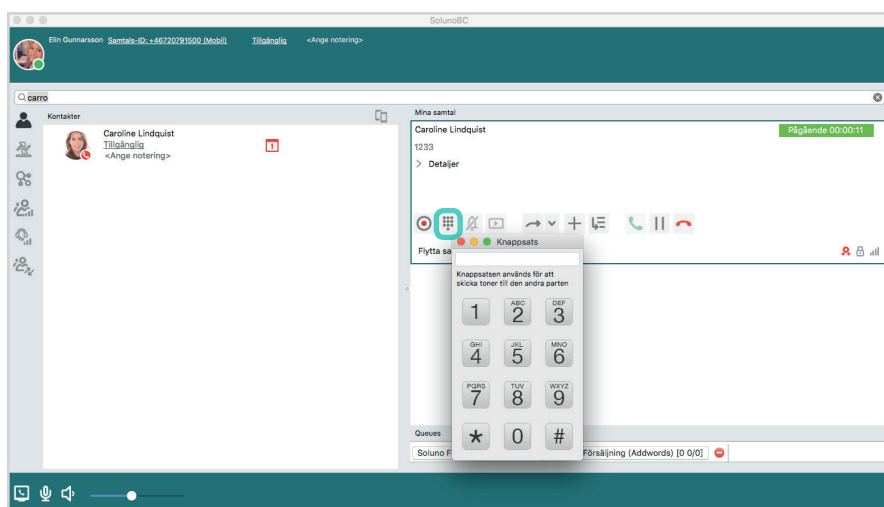 SolunoBC
Elin Gunnarsson Samtals-ID: +46720791500 (Mobil) Tillgänglig <Ange notering>
carro
Kontakter
Caroline Lindquist
Tillgänglig
<Ange notering>
1
Mina samtal
Caroline Lindquist
Pågående 00:00:11
1233
> Detaljer
Flytta sa
Knappsats
Knappsatsen används för att
skicka toner till den andra parten
1
ABC
2
DEF
3
GHI
4
JKL
5
MNO
6
PQRS
7
TUV
8
WXYZ
9
*
0
#
Queues
Soluno F
Försäljning (Addwords) [0 0/0]